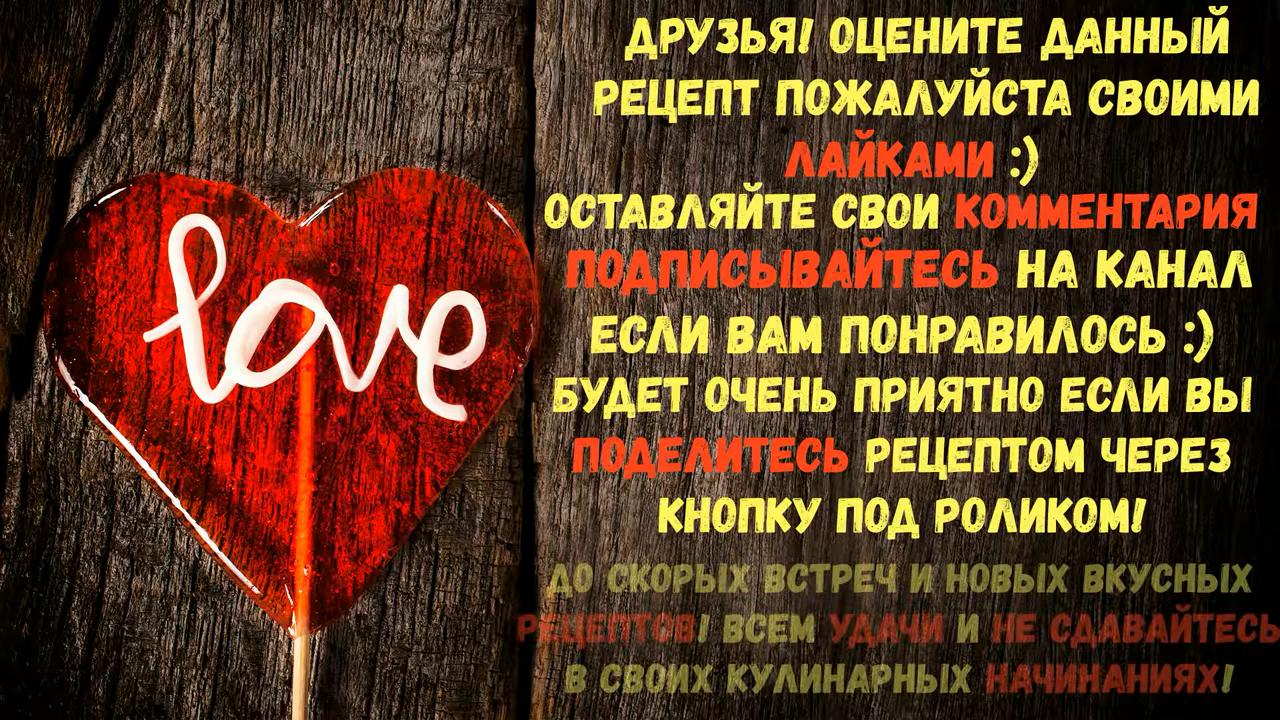 love
ДРУЗЬЯ! ОЦЕНИТЕ ДАННЫЙ
РЕЦЕПТ ПОЖАЛУЙСТА СВОИМИ
ЛАЙКАМИ :)
ОСТАВЛЯЙТЕ СВОИ КОММЕНТАРИЯ
ПОДПИСЫВАЙТЕСЬ НА КАНАЛ
ЕСЛИ ВАМ ПОНРАВИЛОСЬ :)
БУДЕТ ОЧЕНЬ ПРИЯТНО ЕСЛИ ВЫ
ПОДЕЛИТЕСЬ РЕЦЕПТОМ ЧЕРЕЗ
КНОПКУ ПОД РОЛИКОМ!
ДО СКОРЫХ ВСТРЕЧ И НОВЫХ ВКУСНЫХ
РЕЦЕПТОВ! ВСЕМ УДАЧИ И НЕ СДАВАЙТЕСЬ
В СВОИХ КУЛИНАРНЫХ НАЧИНАНИЯХ!